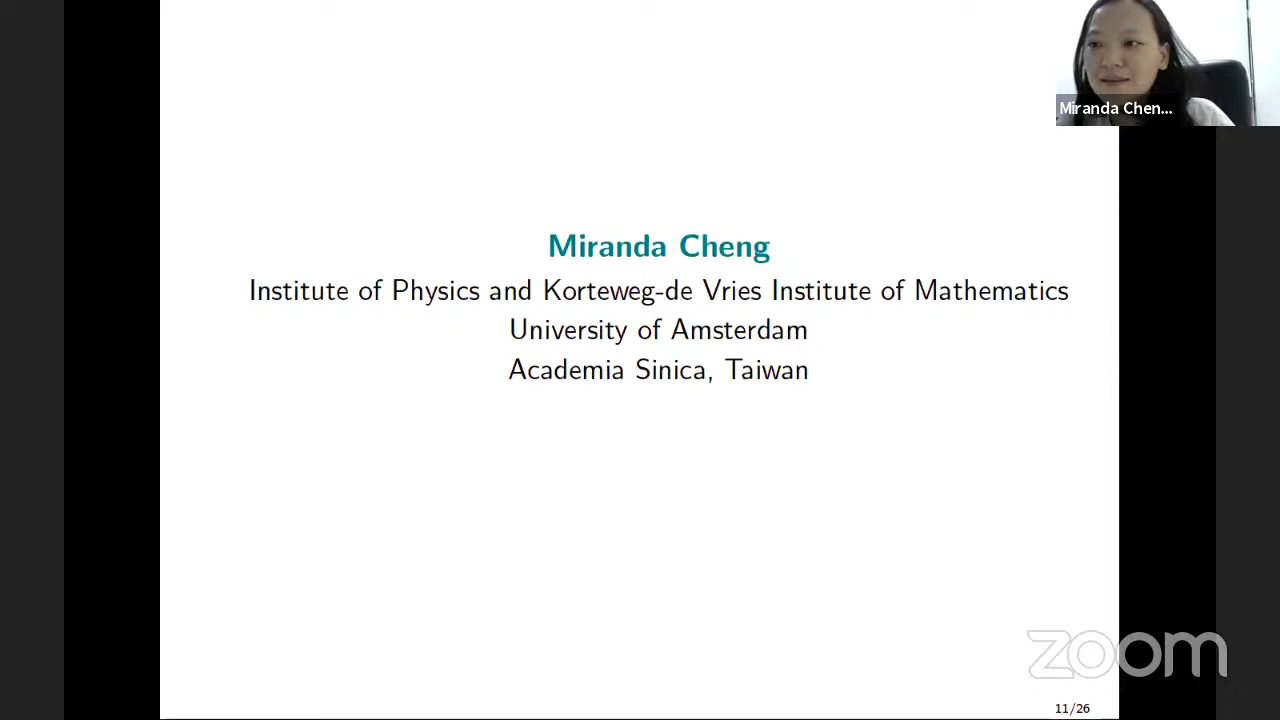 Miranda Chen...
Miranda Cheng
Institute of Physics and Korteweg-de Vries Institute of Mathematics
University of Amsterdam
Academia Sinica, Taiwan
zoom
11/26